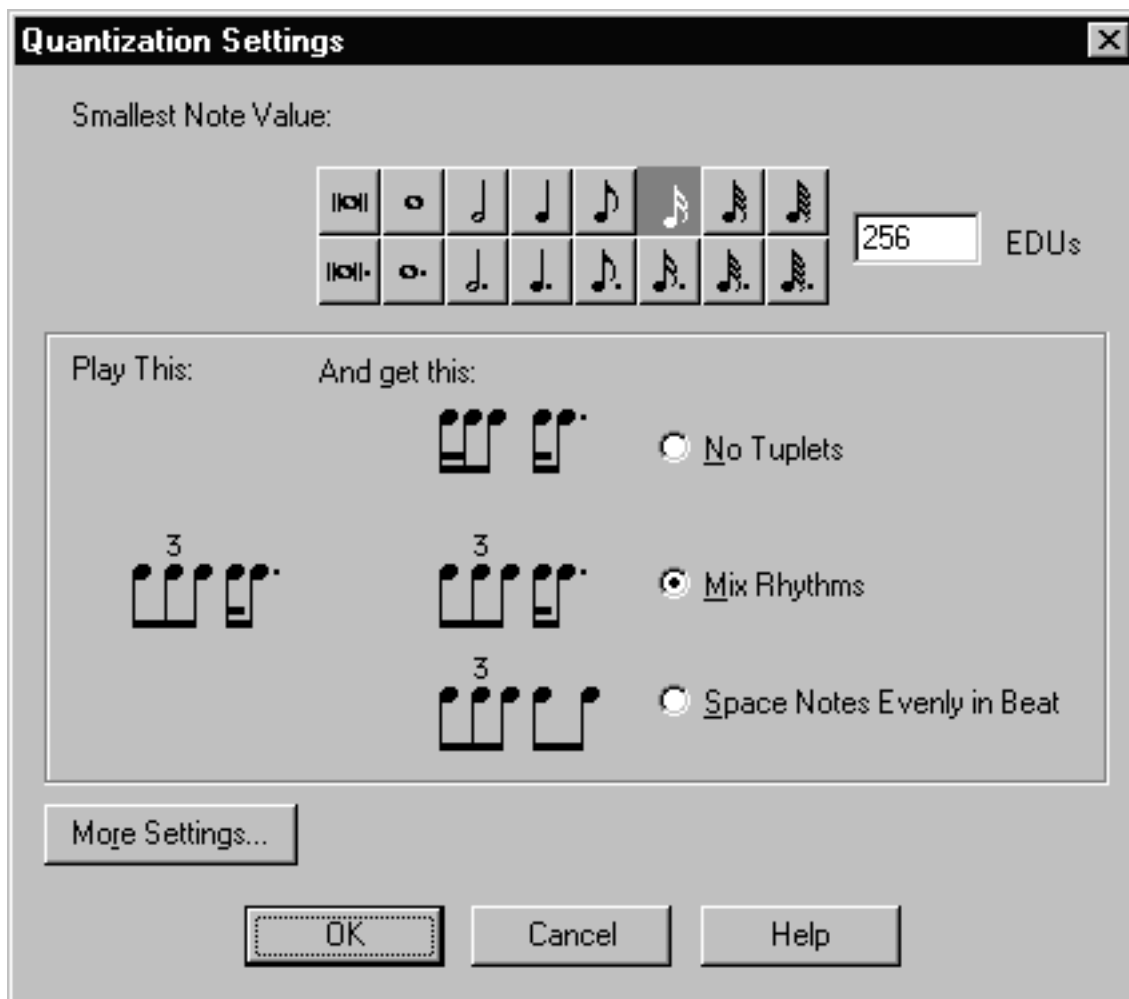 Quantization Settings
Smallest Note Value:
256 EDUs
Play This: And get this:
No Tuplets
3 3
Mix Rhythms
3
Space Notes Evenly in Beat
More Settings...
OK Cancel Help